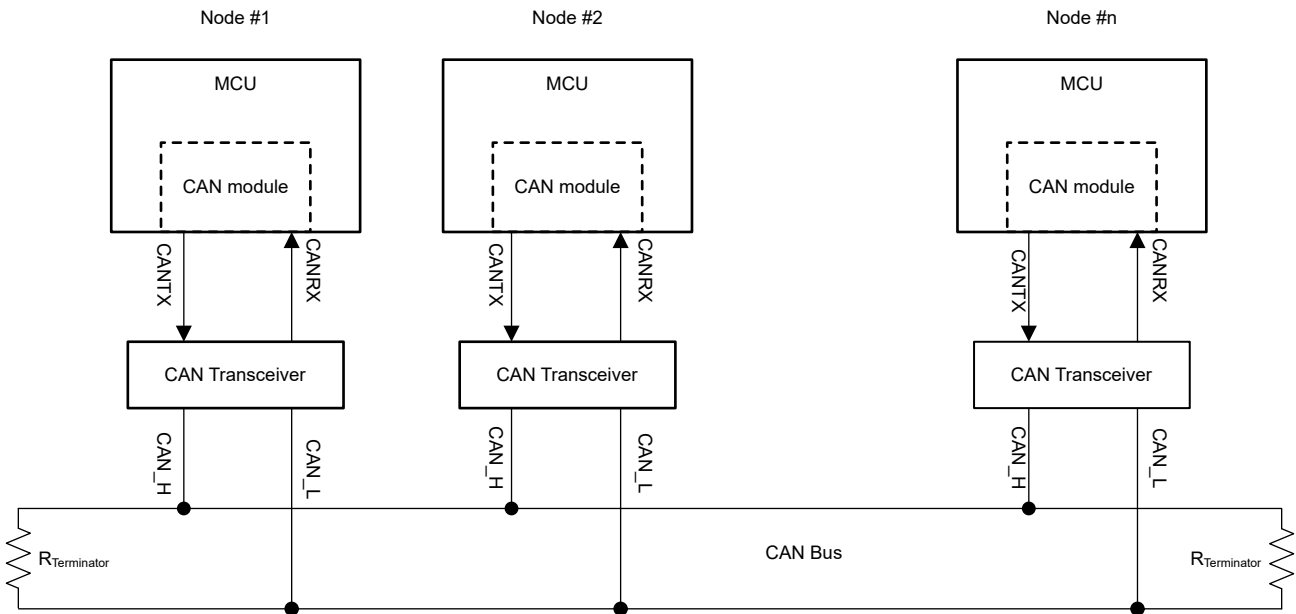 Node #1
Node #2
Node #n
MCU
MCU
MCU
CAN module
CAN module
CAN module
CANTX
CANRX
CANTX
CANRX
CANTX
CANRX
CAN Transceiver
CAN Transceiver
CAN Transceiver
CAN_H
CAN_L
CAN_H
CAN_L
CAN_H
CAN_L
RTerminator
CAN Bus
RTerminator